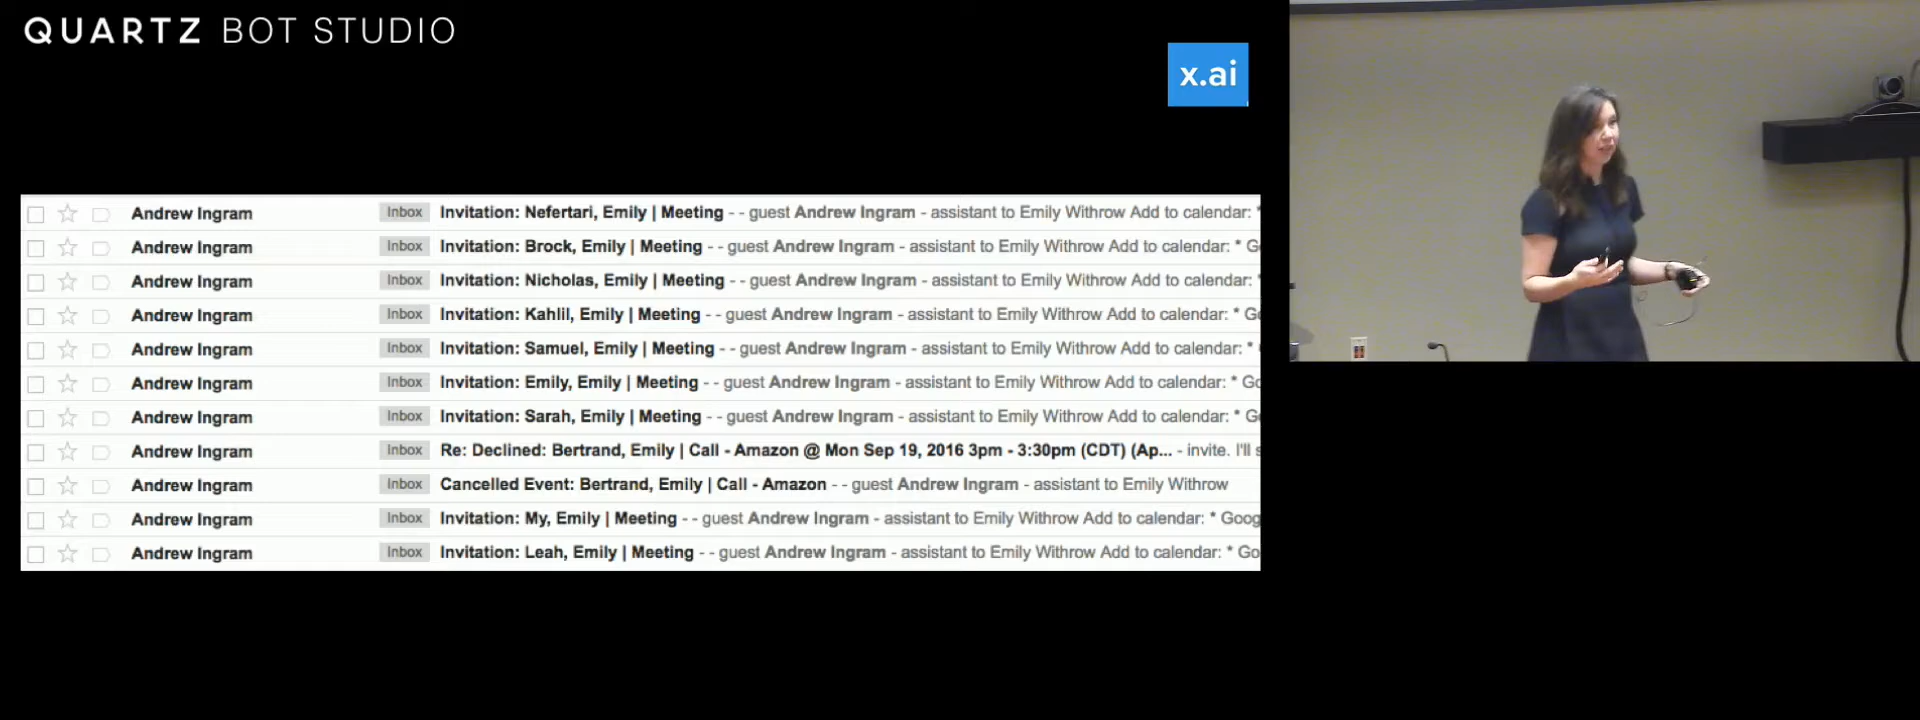 QUARTZ BOT STUDIO
x.ai
Andrew Ingram Inbox Invitation: Nefertari, Emily | Meeting - - guest Andrew Ingram - assistant to Emily Withrow Add to calendar: *
Andrew Ingram Inbox Invitation: Brock, Emily | Meeting - - guest Andrew Ingram - assistant to Emily Withrow Add to calendar: * G
Andrew Ingram Inbox Invitation: Nicholas, Emily | Meeting - - guest Andrew Ingram - assistant to Emily Withrow Add to calendar: *
Andrew Ingram Inbox Invitation: Kahlil, Emily | Meeting - - guest Andrew Ingram - assistant to Emily Withrow Add to calendar: * Go
Andrew Ingram Inbox Invitation: Samuel, Emily | Meeting - - guest Andrew Ingram - assistant to Emily Withrow Add to calendar: *
Andrew Ingram Inbox Invitation: Emily, Emily | Meeting - - guest Andrew Ingram - assistant to Emily Withrow Add to calendar: * Go
Andrew Ingram Inbox Invitation: Sarah, Emily | Meeting - - guest Andrew Ingram - assistant to Emily Withrow Add to calendar: * G
Andrew Ingram Inbox Re: Declined: Bertrand, Emily | Call - Amazon @ Mon Sep 19, 2016 3pm - 3:30pm (CDT) (Ap... - invite. I'll s
Andrew Ingram Inbox Cancelled Event: Bertrand, Emily | Call - Amazon - - guest Andrew Ingram - assistant to Emily Withrow
Andrew Ingram Inbox Invitation: My, Emily | Meeting - - guest Andrew Ingram - assistant to Emily Withrow Add to calendar: * Goog
Andrew Ingram Inbox Invitation: Leah, Emily | Meeting - - guest Andrew Ingram - assistant to Emily Withrow Add to calendar: * Go